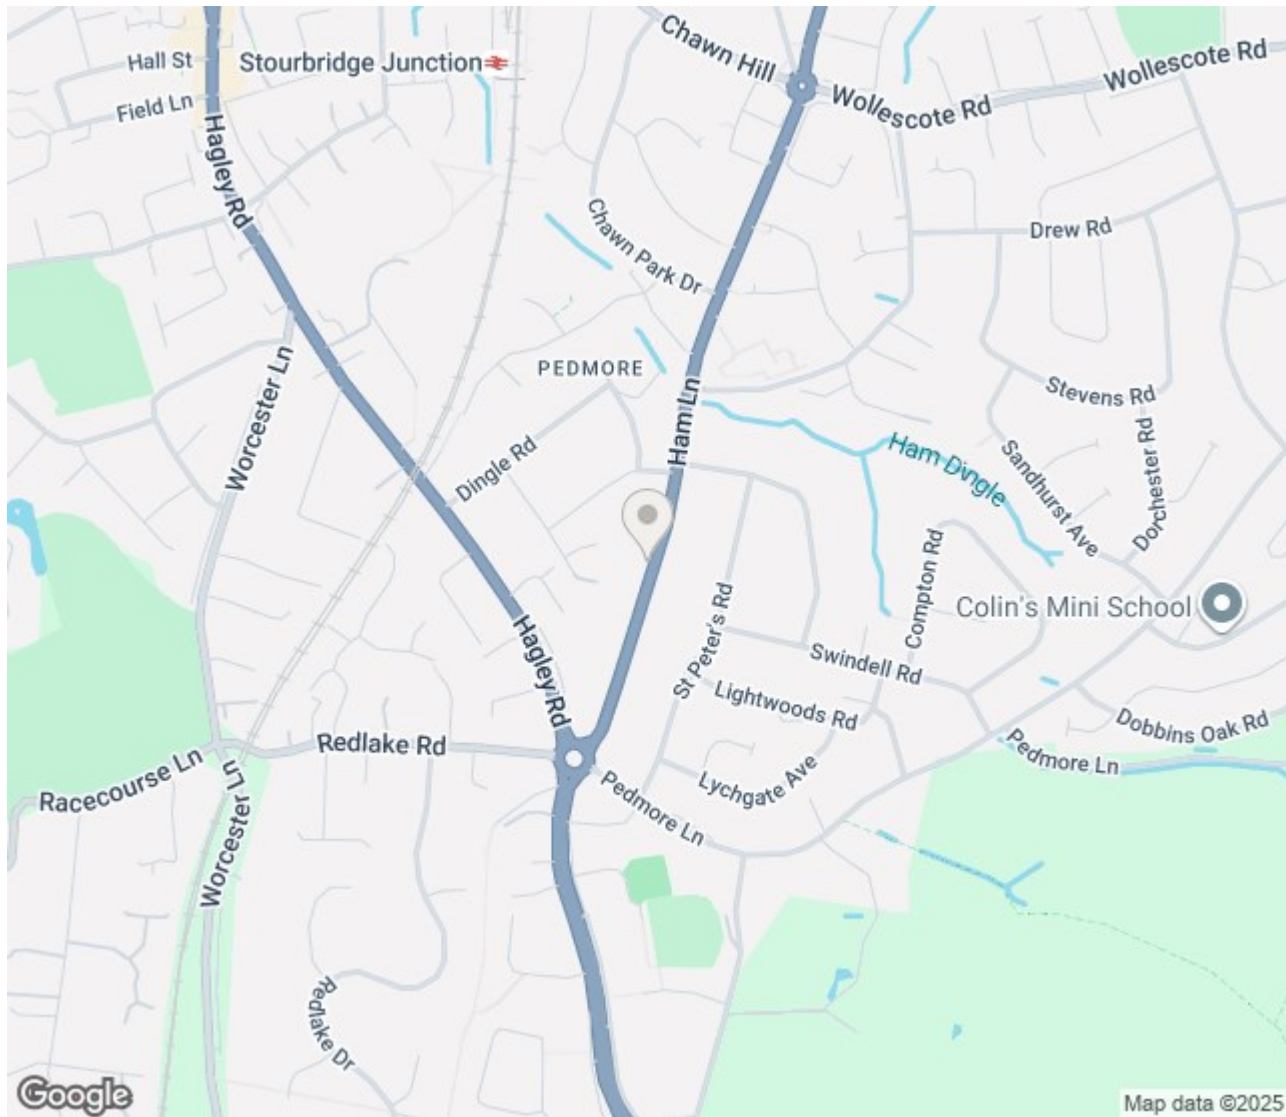 Hall St
Stourbridge Junction
Chawn Hill
Wollescote Rd
Wollescote Rd
Field Ln
Hagley Rd
Chawn Park Dr
Drew Rd
Worcester Ln
PEDMORE
Ham Ln
Stevens Rd
Dingle Rd
Ham Dingle
Sandhurst Ave
Dorchester Rd
Compton Rd
Colin's Mini School
Hagley Rd
St Peter's Rd
Swindell Rd
Lightwoods Rd
Dobbins Oak Rd
Redlake Rd
Pedmore Ln
Racecourse Ln
Worcester Ln
Lychgate Ave
Pedmore Ln
Redlake Dr
Google
Map data ©2025